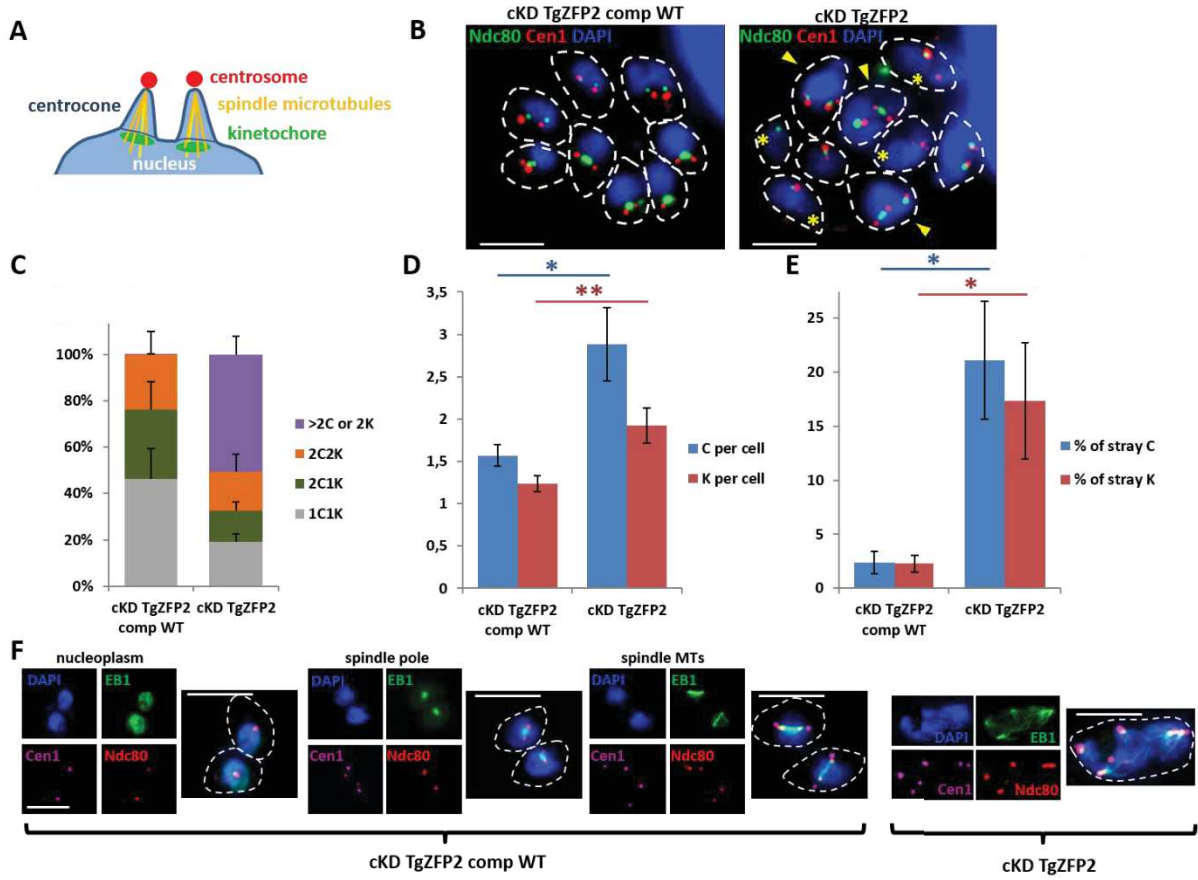 A
centrosome
centrocone
spindle microtubules
kinetochore
nucleus
B
cKD TgZFP2 comp WT
Ndc80 Cen1 DAPI
cKD TgZFP2
Ndc80 Cen1 DAPI
*
*
*
*
C
100%
80%
60%
40%
20%
0%
cKD TgZFP2 comp WT
cKD TgZFP2
>2C or 2K
2C2K
2C1K
1C1K
D
*
**
3,5
3
2,5
2
1,5
1
0,5
0
cKD TgZFP2
comp WT
cKD TgZFP2
C per cell
K per cell
E
*
*
25
20
15
10
5
0
cKD TgZFP2
comp WT
cKD TgZFP2
% of stray C
% of stray K
F
nucleoplasm
DAPI
EB1
Cen1
Ndc80
spindle pole
DAPI
EB1
Cen1
Ndc80
spindle MTs
DAPI
EB1
Cen1
Ndc80
DAPI
EB1
Cen1
Ndc80
cKD TgZFP2 comp WT
cKD TgZFP2